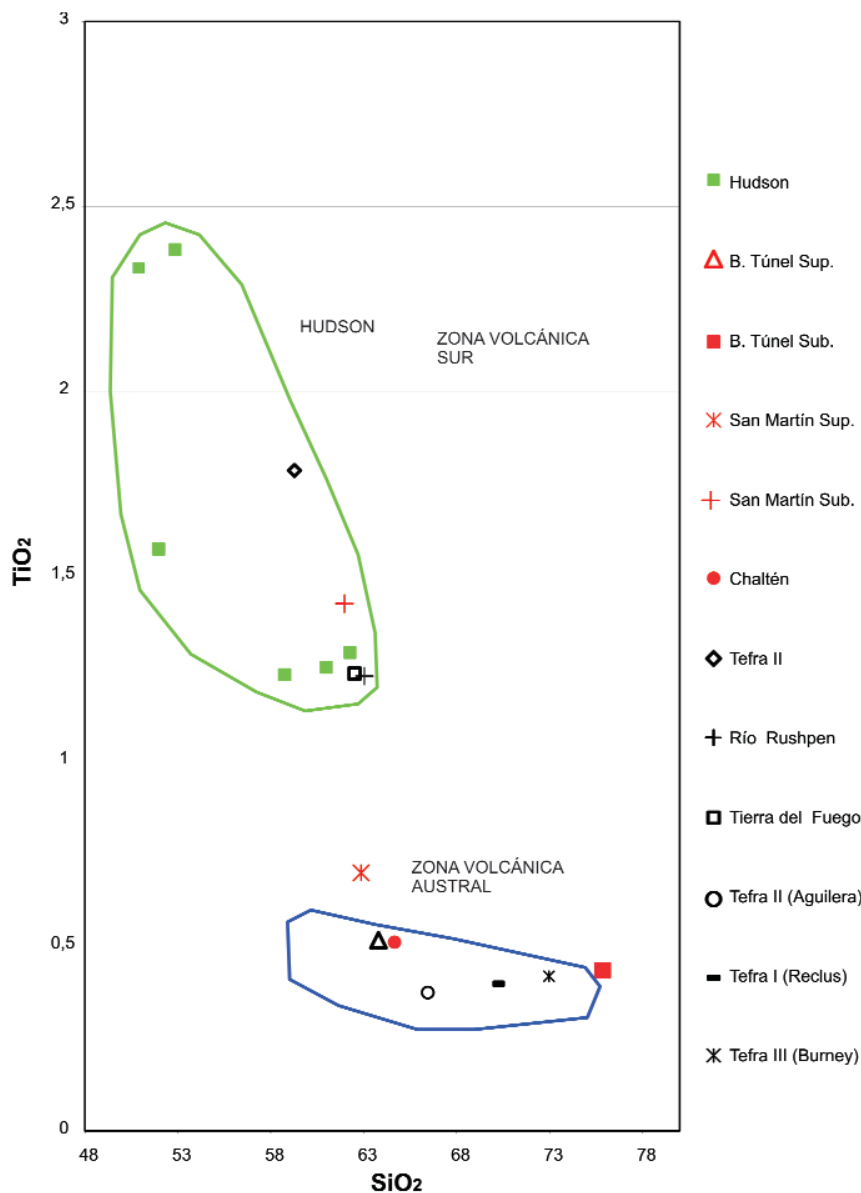 3
2,5
2
1,5
1
0,5
0
TiO2
48
53
58
63
68
73
78
SiO2
HUDSON
ZONA VOLCÁNICA
SUR
ZONA VOLCÁNICA
AUSTRAL
Hudson
B. Túnel Sup.
B. Túnel Sub.
San Martín Sup.
San Martín Sub.
Chaltén
Tefra II
Río Rushpen
Tierra del Fuego
Tefra II (Aguilera)
Tefra I (Reclus)
Tefra III (Burney)